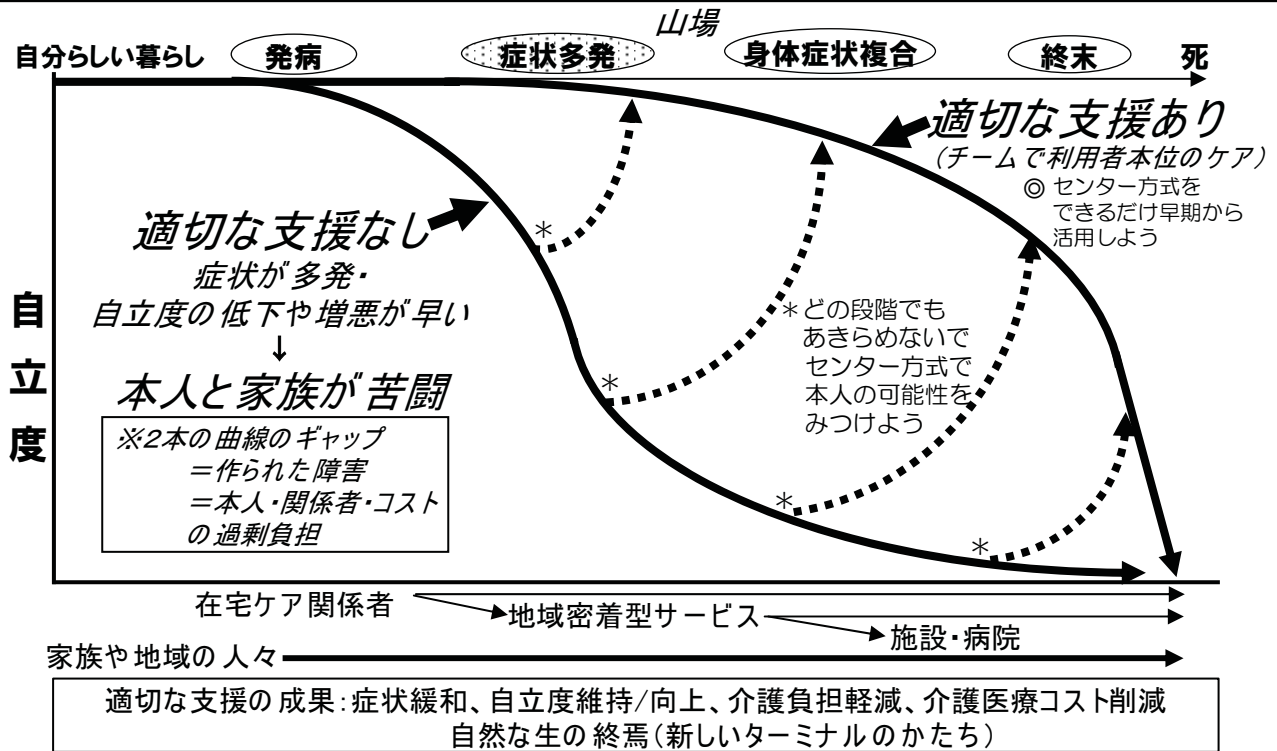 山場
自分らしい暮らし 発病 症状多発 身体症状複合 終末 死
適切な支援あり
(チームで利用者本位のケア)
◎ センター方式を
できるだけ早期から
活用しよう
適切な支援なし
症状が多発・
自立度の低下や増悪が早い
↓
本人と家族が苦闘
※2本の曲線のギャップ
=作られた障害
=本人・関係者・コスト
の過剰負担
自立度
*
*
*
*
*どの段階でも
あきらめないで
センター方式で
本人の可能性を
みつけよう
在宅ケア関係者
地域密着型サービス
施設・病院
家族や地域の人々
適切な支援の成果:症状緩和、自立度維持/向上、介護負担軽減、介護医療コスト削減
自然な生の終焉(新しいターミナルのかたち)